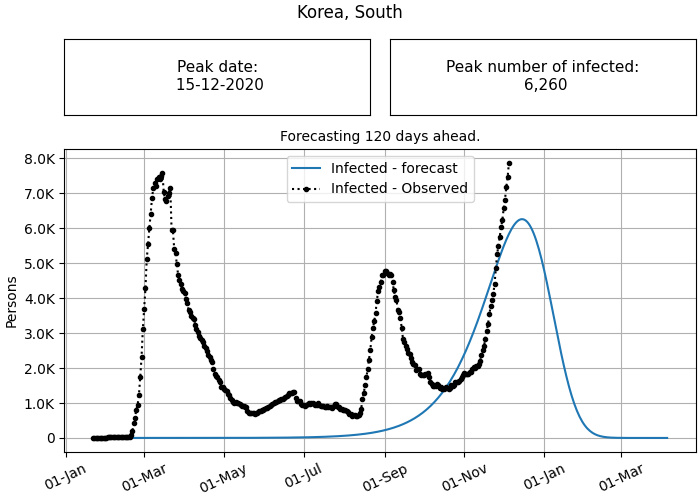 Korea, South
Peak date:
15-12-2020
Peak number of infected:
6,260
Forecasting 120 days ahead.
Infected - forecast
Infected - Observed
Persons
8.0K
7.0K
6.0K
5.0K
4.0K
3.0K
2.0K
1.0K
0
01-Jan
01-Mar
01-May
01-Jul
01-Sep
01-Nov
01-Jan
01-Mar